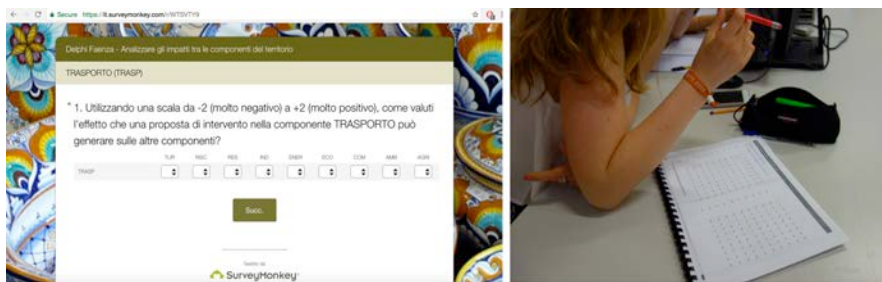 Secure https://it.surveymonkey.com/r/WTSVTY9
Delphi Faenza - Analizzare gli impatti tra le componenti del territorio
TRASPORTO (TRASP)
* 1. Utilizzando una scala da -2 (molto negativo) a +2 (molto positivo), come valuti
l'effetto che una proposta di intervento nella componente TRASPORTO può
generare sulle altre componenti?
TUR RISC RES IND ENER ECO COM AMB AGRI
TRASP
Succ.
SurveyMonkey